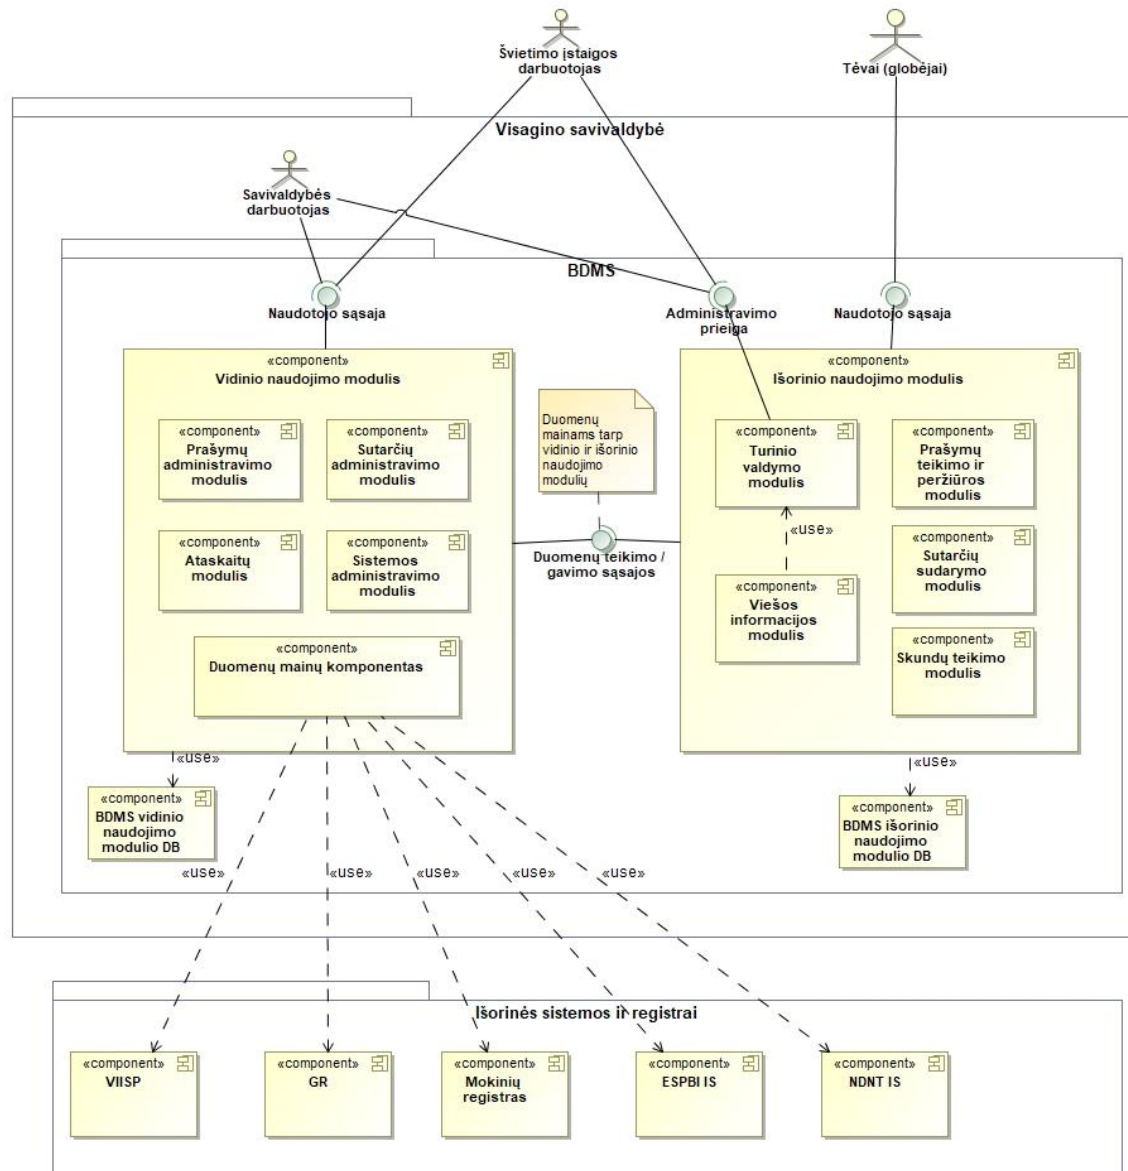 Švietimo įstaigos
darbuotojas
Tėvai (globėjai)
Visagino savivaldybė
Savivaldybės
darbuotojas
BDMS
Naudotojo sąsaja
Administravimo
prieiga
Naudotojo sąsaja
«component»
Vidinio naudojimo modulis
«component»
Prašymų
administravimo
modulis
«component»
Sutarčių
administravimo
modulis
«component»
Ataskaitų
modulis
«component»
Sistemos
administravimo
modulis
«component»
Duomenų mainų komponentas
Duomenų
mainams tarp
vidinio ir išorinio
naudojimo
modulių
Duomenų teikimo /
gavimo sąsajos
«component»
Išorinio naudojimo modulis
«component»
Turinio
valdymo
modulis
«component»
Prašymų
teikimo ir
peržiūros
modulis
«use»
«component»
Sutarčių
sudarymo
modulis
«component»
Viešos
informacijos
modulis
«component»
Skundų teikimo
modulis
«use»
«use»
«component»
BDMS vidinio
naudojimo
modulio DB
«component»
BDMS išorinio
naudojimo
modulio DB
«use»
«use»
«use»
«use»
«use»
Išorinės sistemos ir registrai
«component»
VIISP
«component»
GR
«component»
Mokinių
registras
«component»
ESPBI IS
«component»
NDNT IS